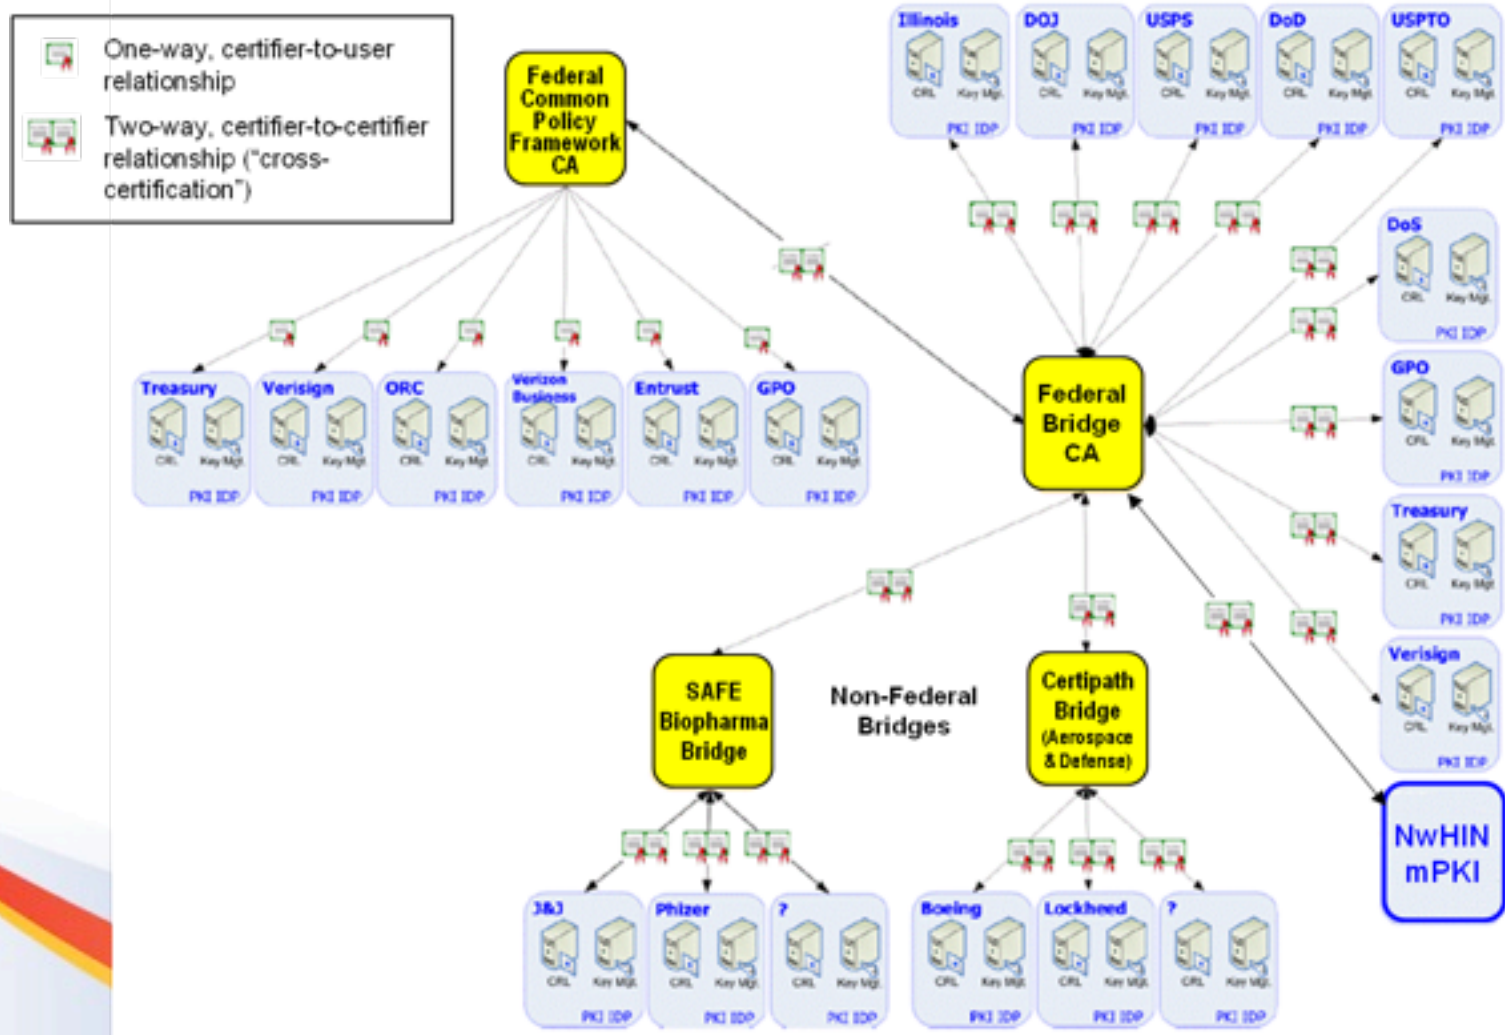 One-way, certifier-to-user
relationship
Two-way, certifier-to-certifier
relationship ("cross-
certification")
Federal
Common
Policy
Framework
CA
Illinois
CRL Key Mgt.
PKI IDP
DOJ
CRL Key Mgt.
PKI IDP
USPS
CRL Key Mgt.
PKI IDP
DoD
CRL Key Mgt.
PKI IDP
USPTO
CRL Key Mgt.
PKI IDP
DoS
CRL Key Mgt.
PKI IDP
GPO
CRL Key Mgt.
PKI IDP
Treasury
CRL Key Mgt.
PKI IDP
Verisign
CRL Key Mgt.
PKI IDP
Treasury
CRL Key Mgt.
PKI IDP
Verisign
CRL Key Mgt.
PKI IDP
ORC
CRL Key Mgt.
PKI IDP
Verizon
Business
CRL Key Mgt.
PKI IDP
Entrust
CRL Key Mgt.
PKI IDP
GPO
CRL Key Mgt.
PKI IDP
Federal
Bridge
CA
SAFE
Biopharma
Bridge
Non-Federal
Bridges
Certipath
Bridge
(Aerospace
& Defense)
NwHIN
mPKI
J&J
CRL Key Mgt.
PKI IDP
Phizer
CRL Key Mgt.
PKI IDP
?
CRL Key Mgt.
PKI IDP
Boeing
CRL Key Mgt.
PKI IDP
Lockheed
CRL Key Mgt.
PKI IDP
?
CRL Key Mgt.
PKI IDP